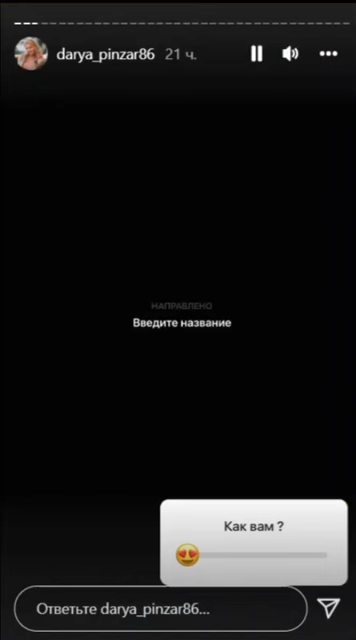 darya_pinzar86 21 ч.
НАПРАВЛЕНО
Введите название
Как вам ?
Ответьте darya_pinzar86...